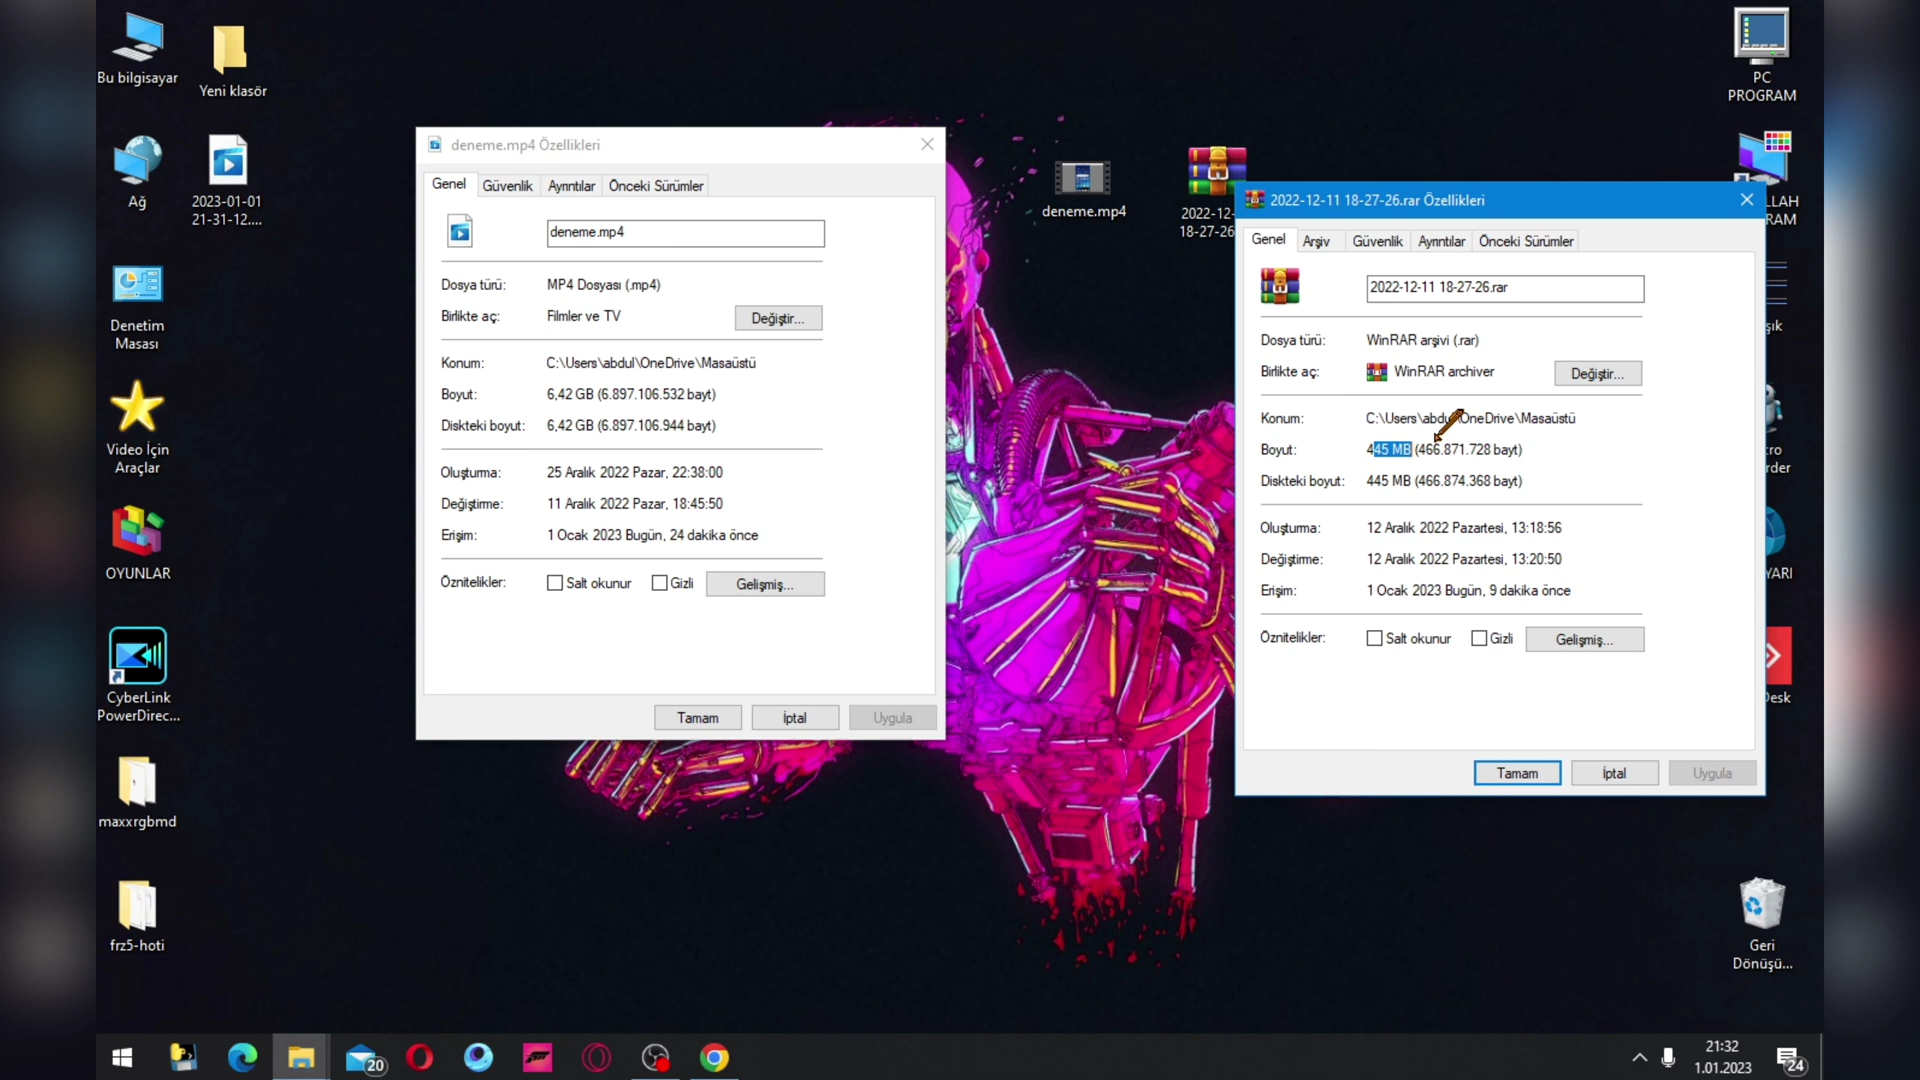 Bu bilgisayar
Yeni klasör
Ağ
2023-01-01
21-31-12....
Denetim
Masası
Video İçin
Araçlar
OYUNLAR
CyberLink
PowerDirec...
maxxrgbmd
frz5-hoti
deneme.mp4 Özellikleri
Genel
Güvenlik
Ayrıntılar
Önceki Sürümler
deneme.mp4
Dosya türü:
MP4 Dosyası (.mp4)
Birlikte aç:
Filmler ve TV
Değiştir...
Konum:
C:\Users\abdul\OneDrive\Masaüstü
Boyut:
6,42 GB (6.897.106.532 bayt)
Diskteki boyut:
6,42 GB (6.897.106.944 bayt)
Oluşturma:
25 Aralık 2022 Pazar, 22:38:00
Değiştirme:
11 Aralık 2022 Pazar, 18:45:50
Erişim:
1 Ocak 2023 Bugün, 24 dakika önce
Öznitelikler:
Salt okunur
Gizli
Gelişmiş...
Tamam
İptal
Uygula
deneme.mp4
2022-12-
18-27-26
2022-12-11 18-27-26.rar Özellikleri
Genel
Arşiv
Güvenlik
Ayrıntılar
Önceki Sürümler
2022-12-11 18-27-26.rar
Dosya türü:
WinRAR arşivi (.rar)
Birlikte aç:
WinRAR archiver
Değiştir...
Konum:
C:\Users\abdul\OneDrive\Masaüstü
Boyut:
445 MB (466.871.728 bayt)
Diskteki boyut:
445 MB (466.874.368 bayt)
Oluşturma:
12 Aralık 2022 Pazartesi, 13:18:56
Değiştirme:
12 Aralık 2022 Pazartesi, 13:20:50
Erişim:
1 Ocak 2023 Bugün, 9 dakika önce
Öznitelikler:
Salt okunur
Gizli
Gelişmiş...
Tamam
İptal
Uygula
PC
PROGRAM
LAH
RAM
şık
ro
rder
YARI
Desk
Geri
Dönüşü...
20
21:32
1.01.2023
24